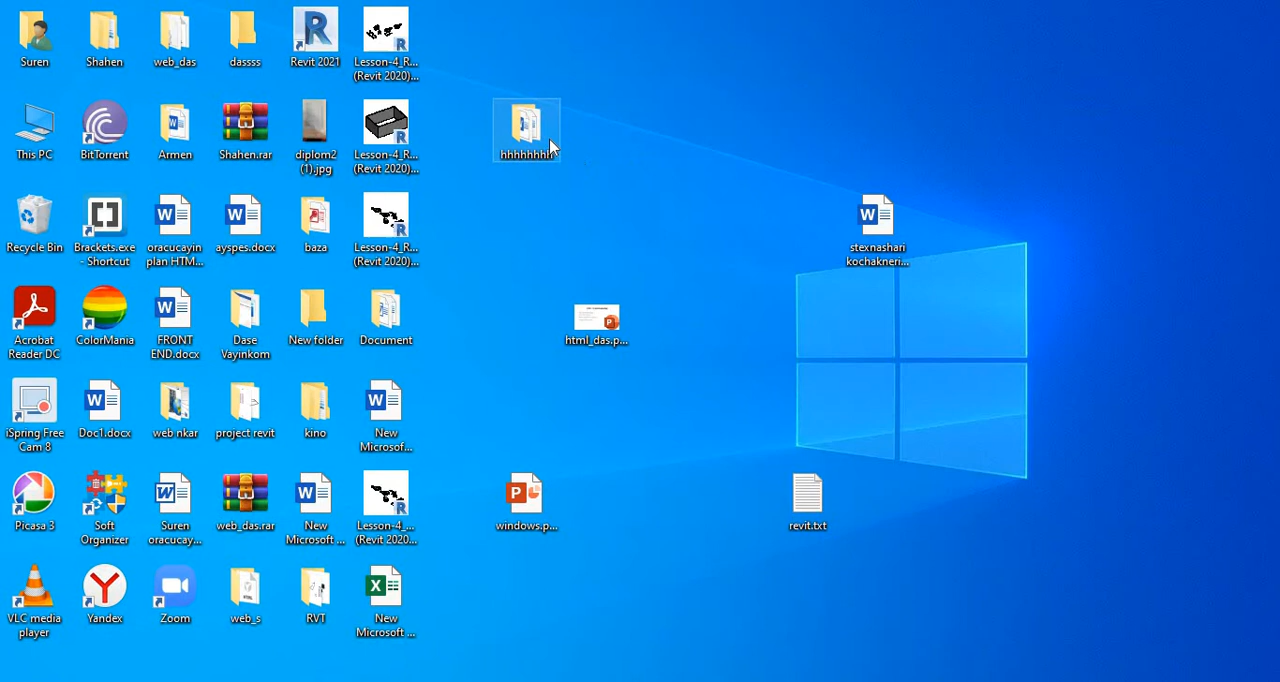 Suren
Shahen
web_das
dassss
Revit 2021
Lesson-4_R...
(Revit 2020)...
This PC
BitTorrent
Armen
Shahen.rar
diplom2
(1).jpg
Lesson-4_R...
(Revit 2020)...
Recycle Bin
Brackets.exe
- Shortcut
oracucayin
plan HTM...
ayspes.docx
baza
Lesson-4_R...
(Revit 2020)...
stexnashari
kochakneri...
Acrobat
Reader DC
ColorMania
FRONT
END.docx
Dase
Vayinkom
New folder
Document
html_das.p...
iSpring Free
Cam 8
Doc1.docx
web nkar
project revit
kino
New
Microsof...
Picasa 3
Soft
Organizer
Suren
oracucay...
web_das.rar
New
Microsoft ...
Lesson-4_...
(Revit 2020...
windows.p...
revit.txt
VLC media
player
Yandex
Zoom
web_s
RVT
New
Microsoft ...